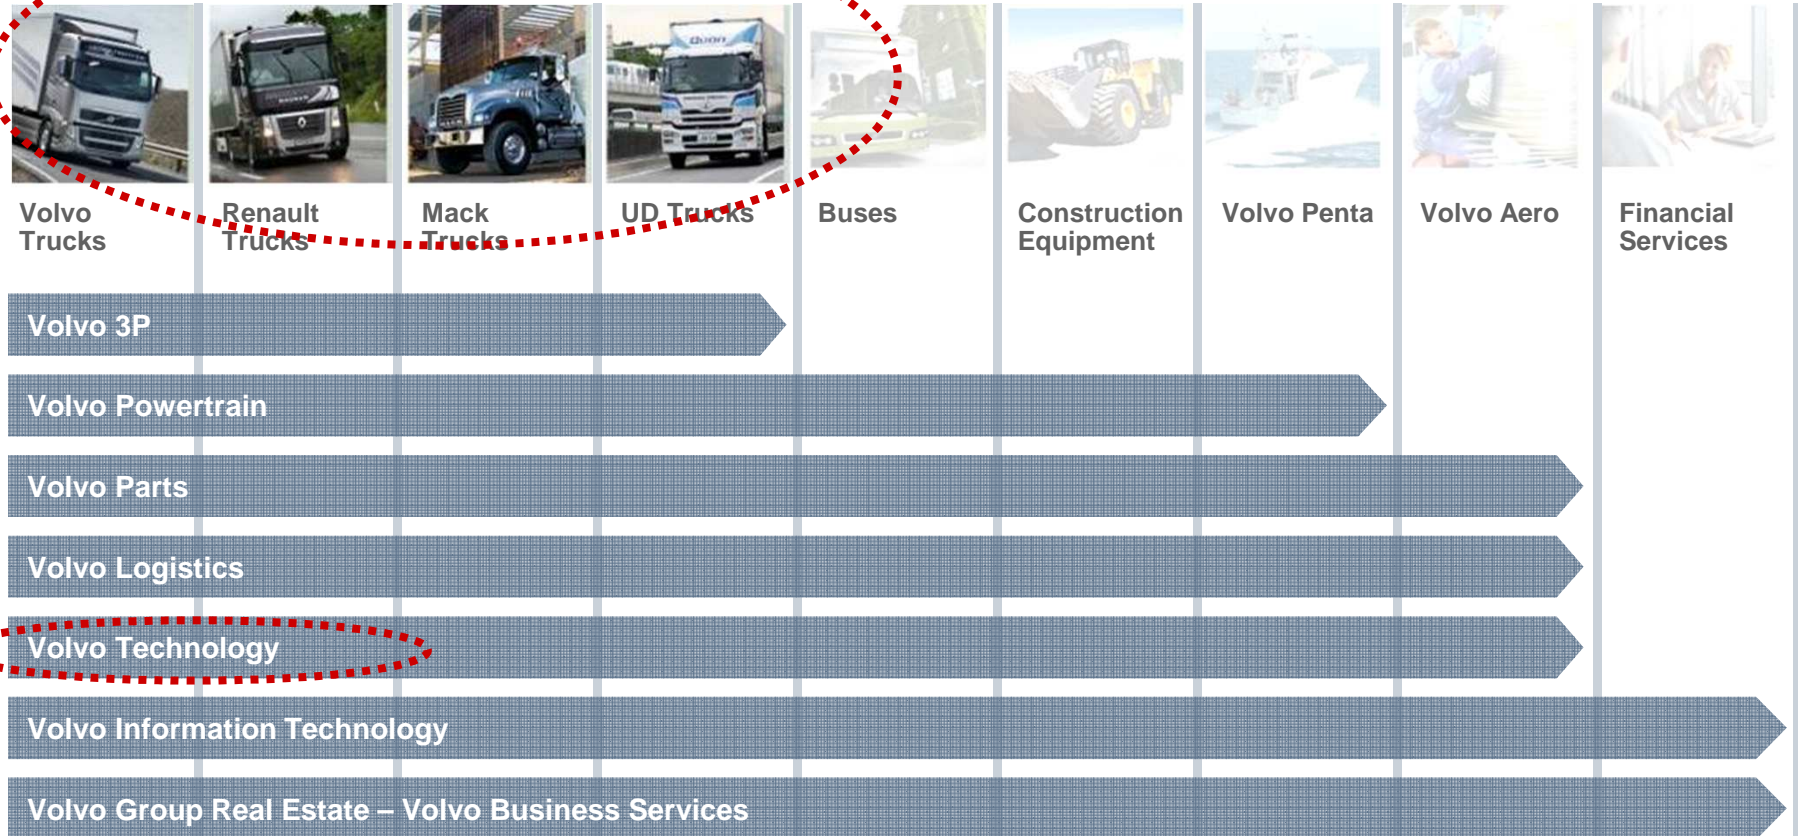 Quon
Volvo
Trucks
Renault
Trucks
Mack
Trucks
UD Trucks
Buses
Construction
Equipment
Volvo Penta
Volvo Aero
Financial
Services
Volvo 3P
Volvo Powertrain
Volvo Parts
Volvo Logistics
Volvo Technology
Volvo Information Technology
Volvo Group Real Estate – Volvo Business Services